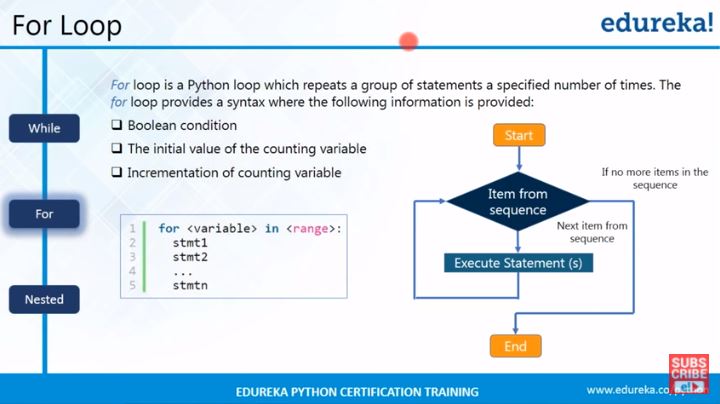 For Loop
edureka!
For loop is a Python loop which repeats a group of statements a specified number of times. The
for loop provides a syntax where the following information is provided:
While
For
Nested
❑ Boolean condition
❑ The initial value of the counting variable
❑ Incrementation of counting variable
1 for <variable> in <range>:
2 stmt1
3 stmt2
4 ...
5 stmtn
Start
Item from
sequence
If no more items in the
sequence
Next item from
sequence
Execute Statement (s)
End
SUBS
CRIBE
EDUREKA PYTHON CERTIFICATION TRAINING
www.edureka.co/python